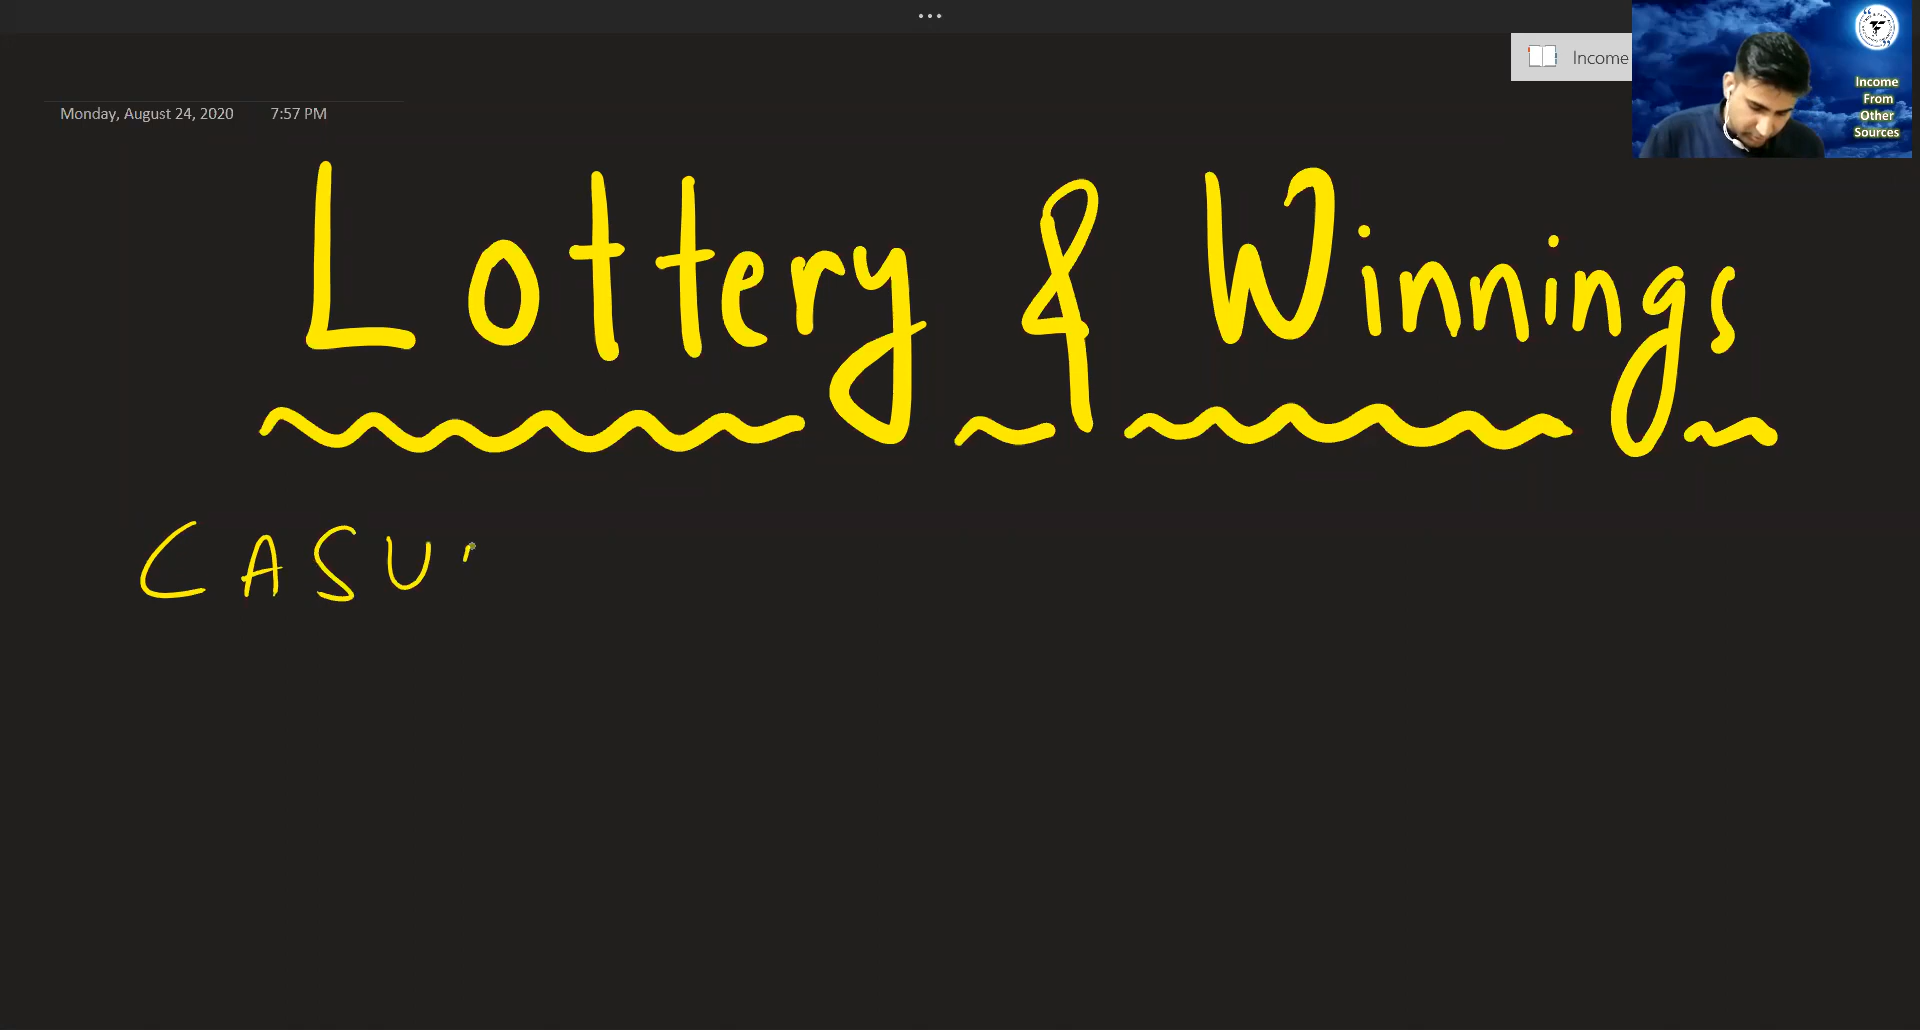 Income
Income
From
Other
Sources
Monday, August 24, 2020 7:57 PM
Lottery & Winnings
CASU